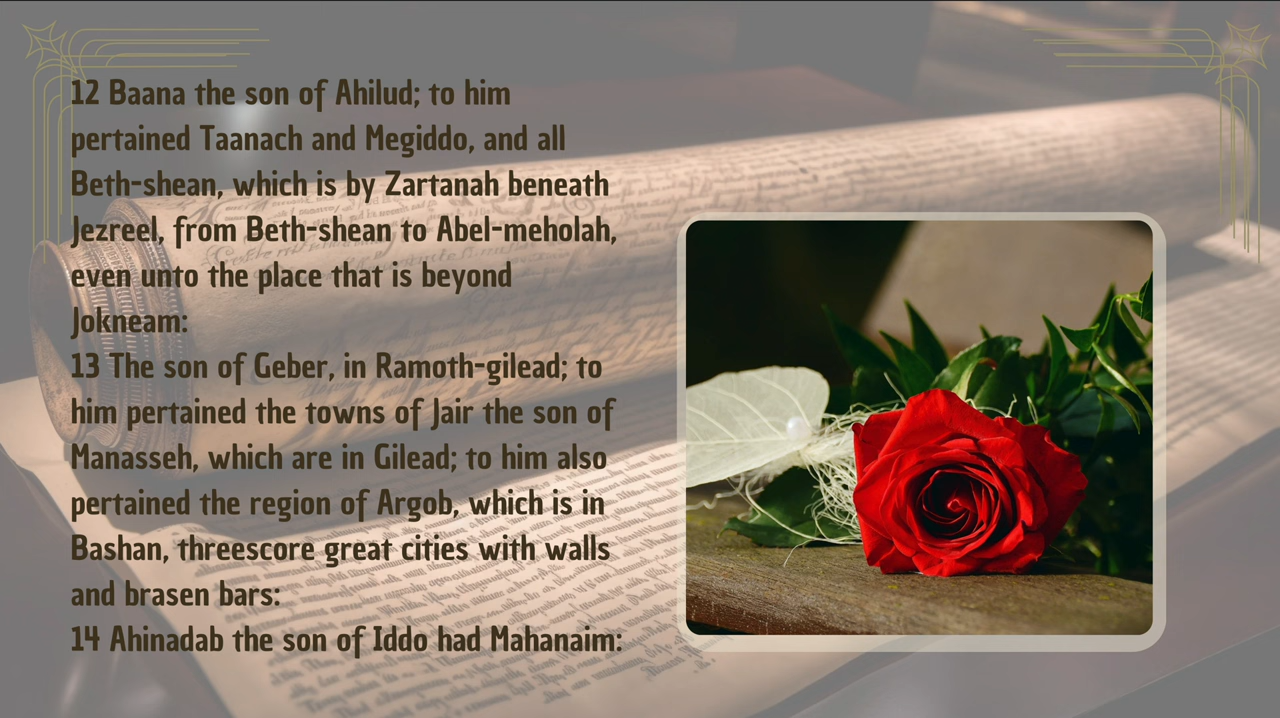 12 Baana the son of Ahilud; to him
pertained Taanach and Megiddo, and all
Beth-shean, which is by Zartanah beneath
Jezreel, from Beth-shean to Abel-meholah,
even unto the place that is beyond
Jokneam:
13 The son of Geber, in Ramoth-gilead; to
him pertained the towns of Jair the son of
Manasseh, which are in Gilead; to him also
pertained the region of Argob, which is in
Bashan, threescore great cities with walls
and brasen bars:
14 Ahinadab the son of Iddo had Mahanaim: